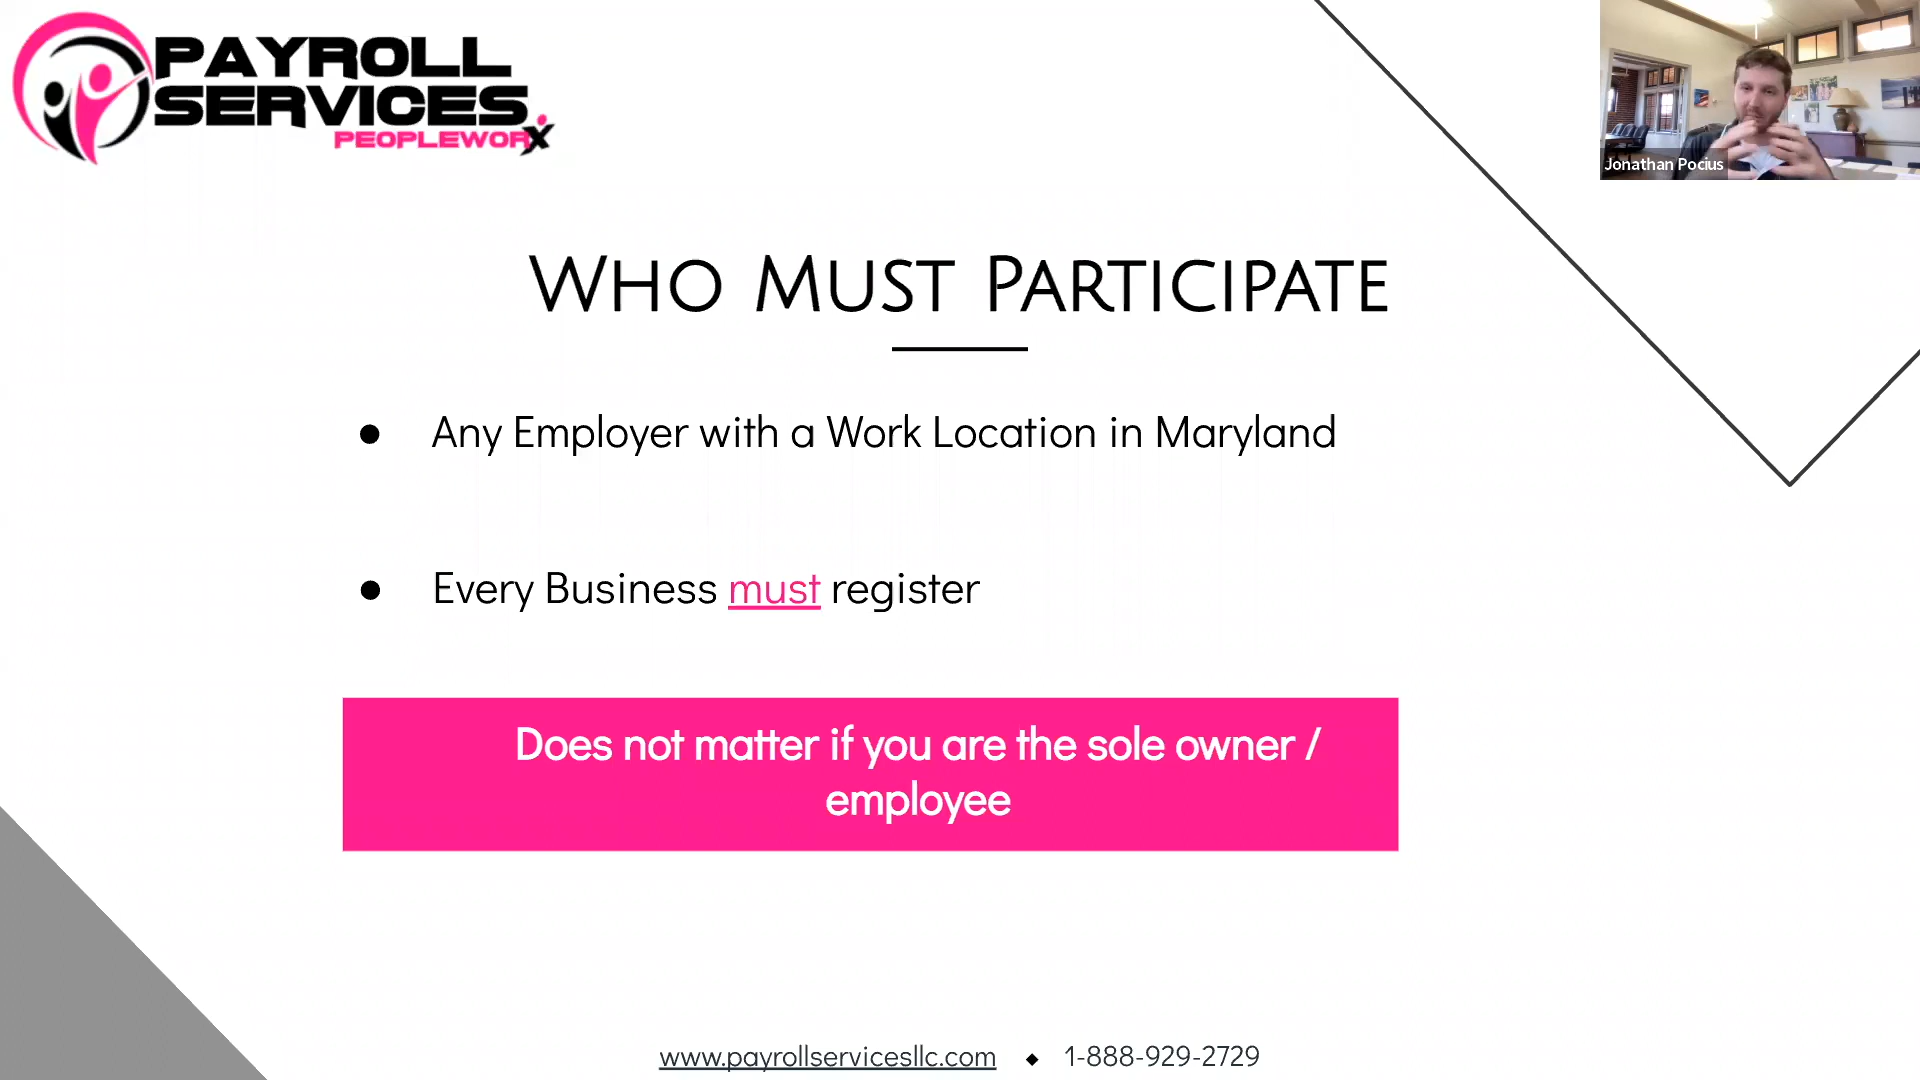 PAYROLL
SERVICES
PEOPLEWORX
Jonathan Pocius
WHO MUST PARTICIPATE
● Any Employer with a Work Location in Maryland
● Every Business must register
Does not matter if you are the sole owner /
employee
www.payrollservicesllc.com ◆ 1-888-929-2729